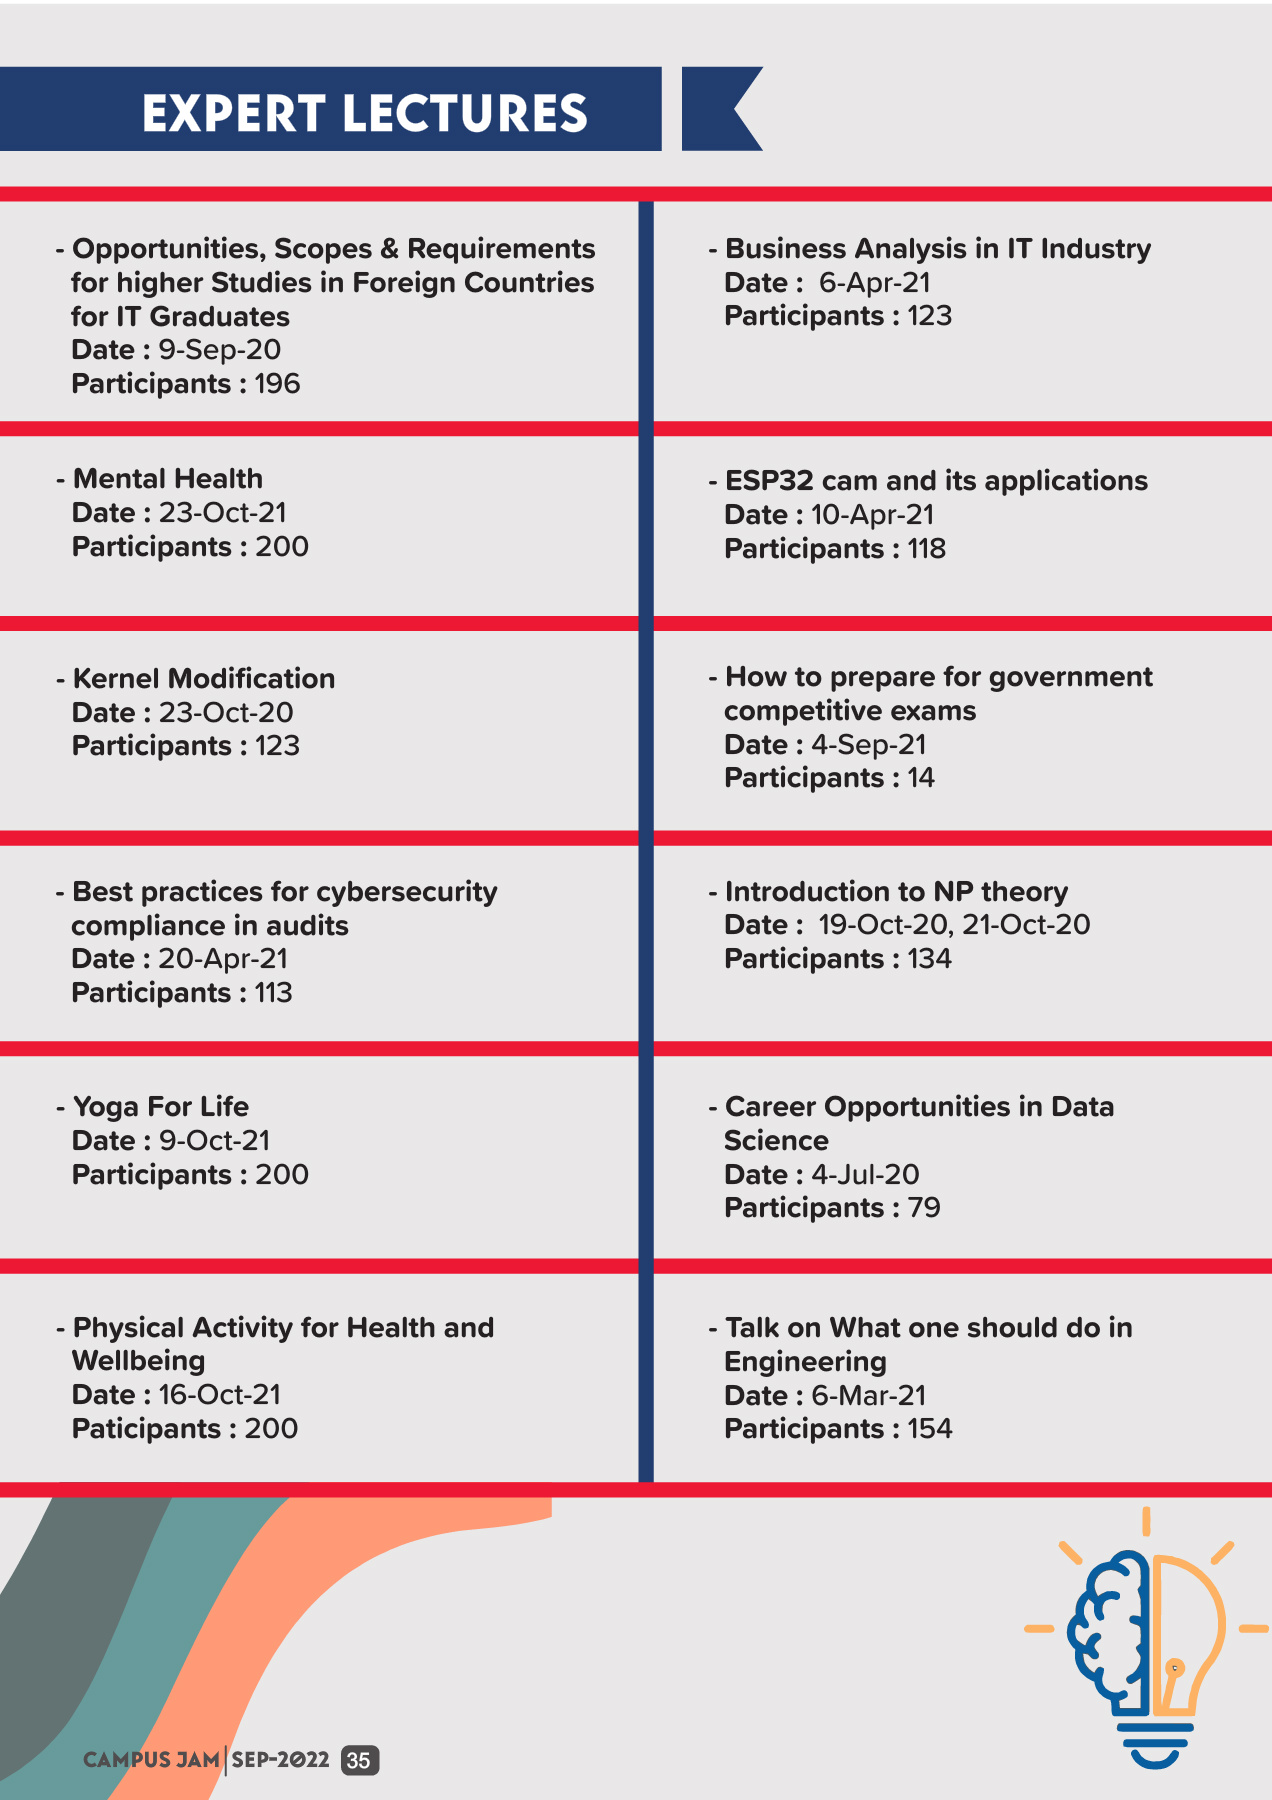 EXPERT LECTURES
- Opportunities, Scopes & Requirements
for higher Studies in Foreign Countries
for IT Graduates
Date : 9-Sep-20
Participants : 196
- Business Analysis in IT Industry
Date :  6-Apr-21
Participants : 123
- Mental Health
Date : 23-Oct-21
Participants : 200
- ESP32 cam and its applications
Date : 10-Apr-21
Participants : 118
- Kernel Modification
Date : 23-Oct-20
Participants : 123
- How to prepare for government
competitive exams
Date : 4-Sep-21
Participants : 14
- Best practices for cybersecurity
compliance in audits
Date : 20-Apr-21
Participants : 113
- Introduction to NP theory
Date :  19-Oct-20, 21-Oct-20
Participants : 134
- Yoga For Life
Date : 9-Oct-21
Participants : 200
- Career Opportunities in Data
Science
Date : 4-Jul-20
Participants : 79
- Physical Activity for Health and
Wellbeing
Date : 16-Oct-21
Paticipants : 200
- Talk on What one should do in
Engineering
Date : 6-Mar-21
Participants : 154
CAMPUS JAM | SEP-2022 35